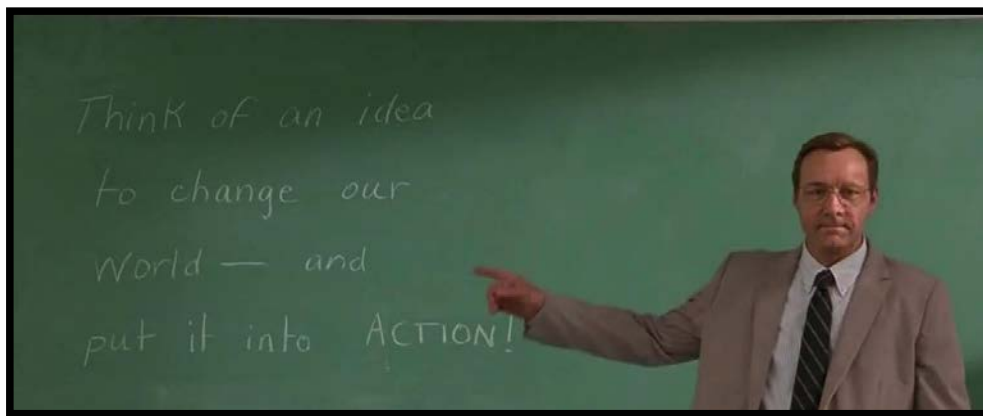 Think of an idea
to change our
world — and
put it into ACTION!